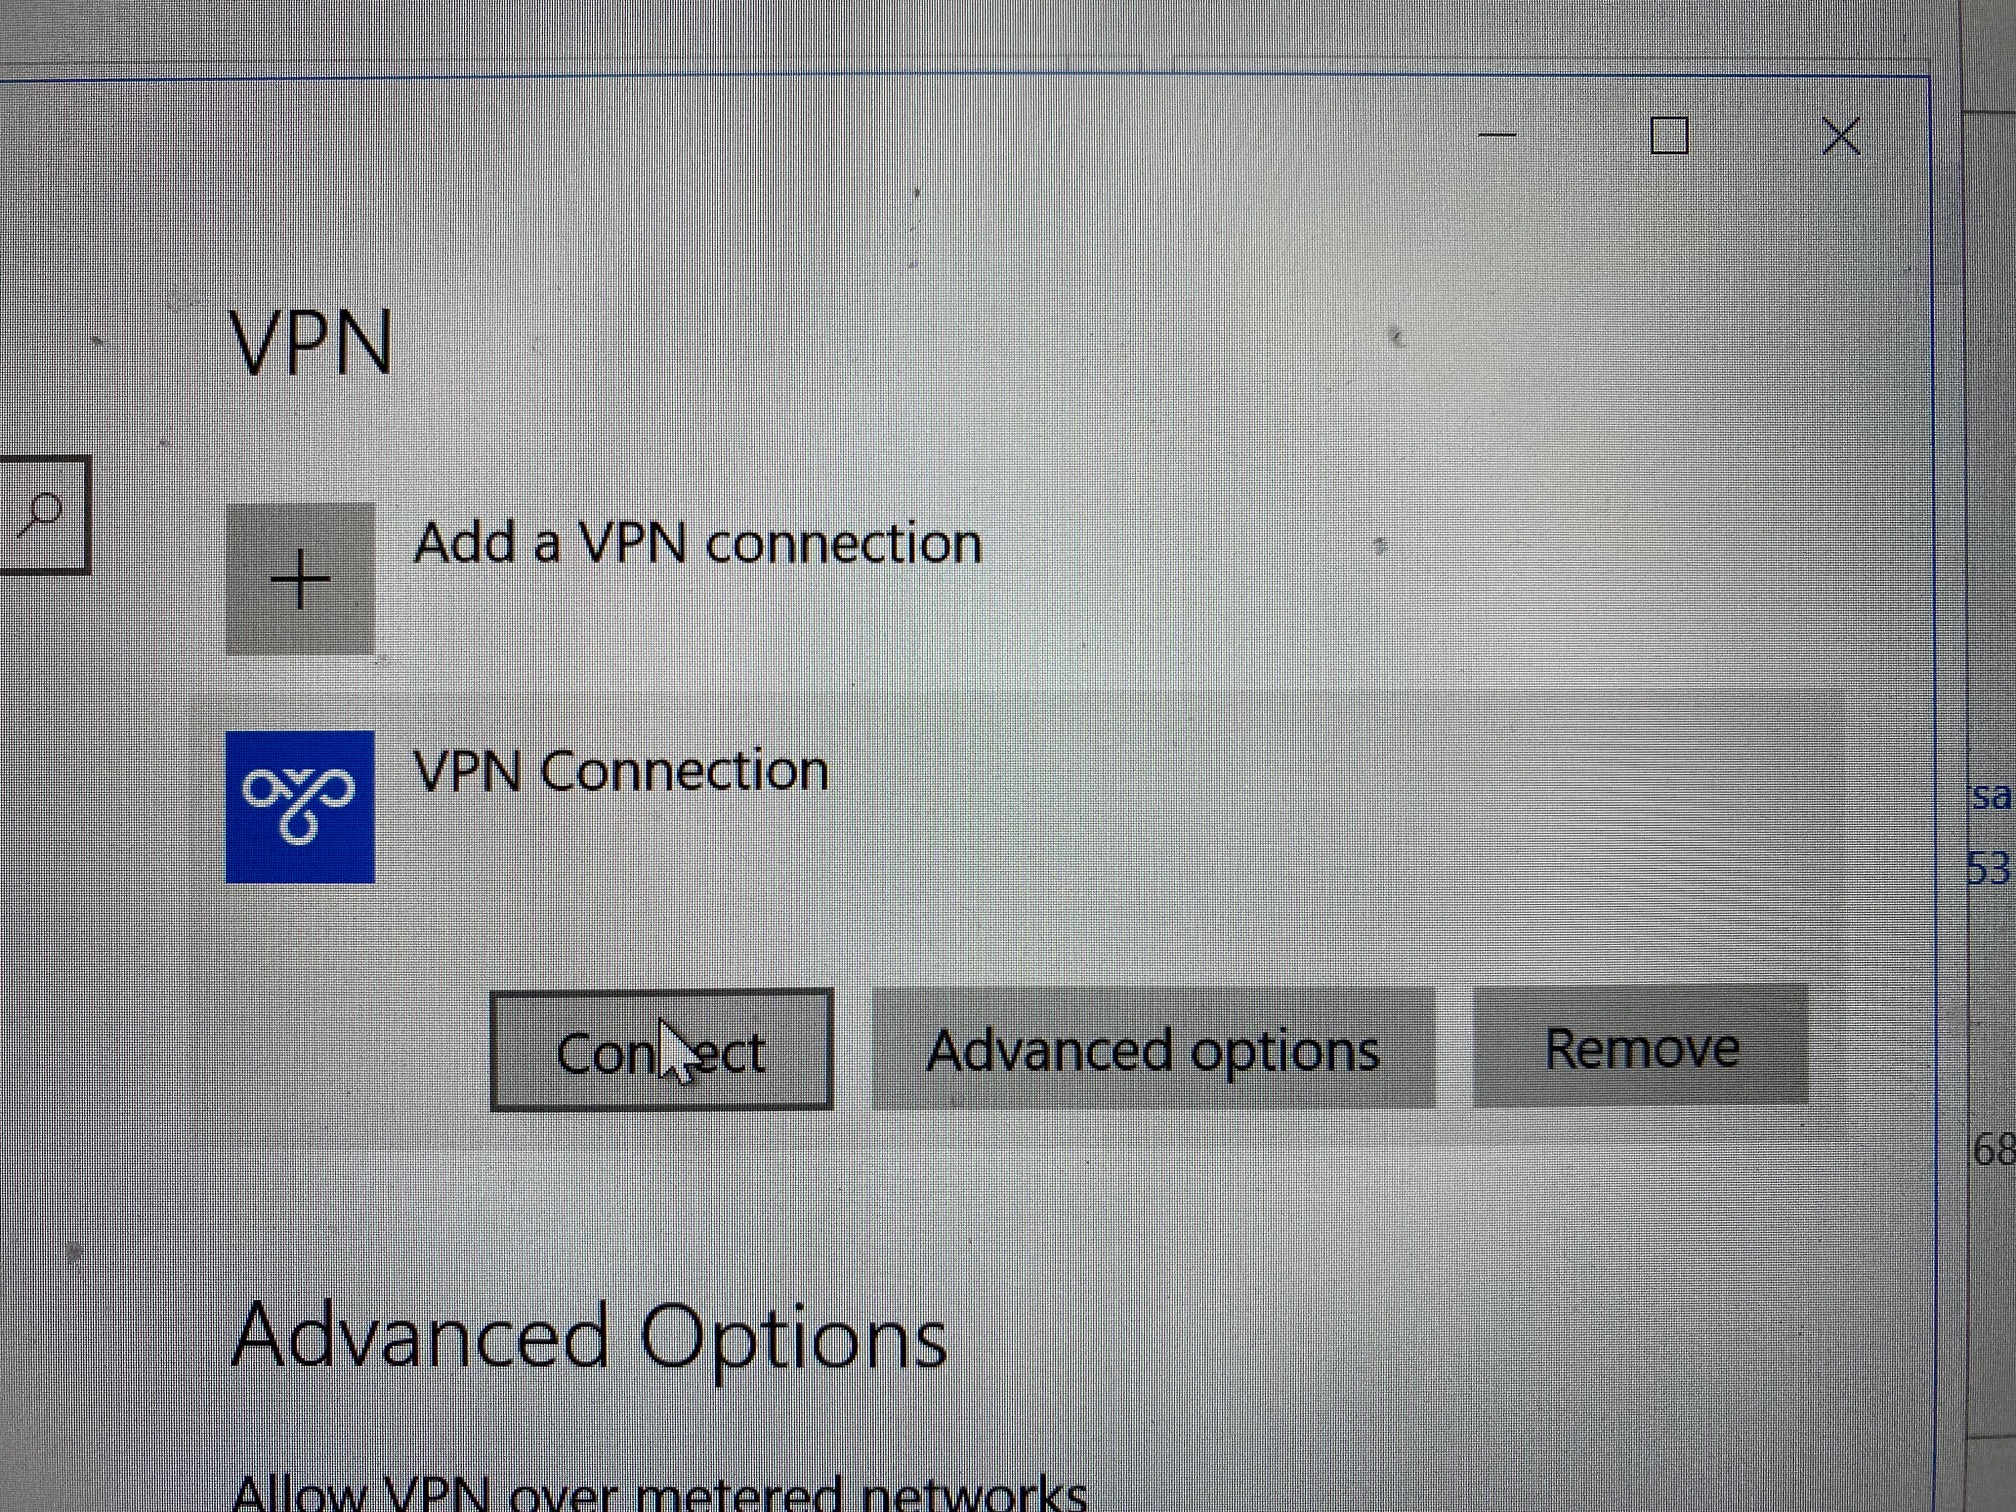 VPN
Add a VPN connection
VPN Connection
Connect
Advanced options
Remove
Advanced Options
Allow VPN over metered networks
sa
53
68